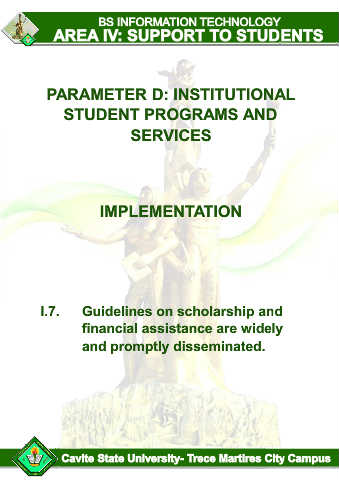 BS INFORMATION TECHNOLOGY
AREA IV: SUPPORT TO STUDENTS
PARAMETER D: INSTITUTIONAL
STUDENT PROGRAMS AND
SERVICES
IMPLEMENTATION
I.7. Guidelines on scholarship and
financial assistance are widely
and promptly disseminated.
Cavite State University- Trece Martires City Campus